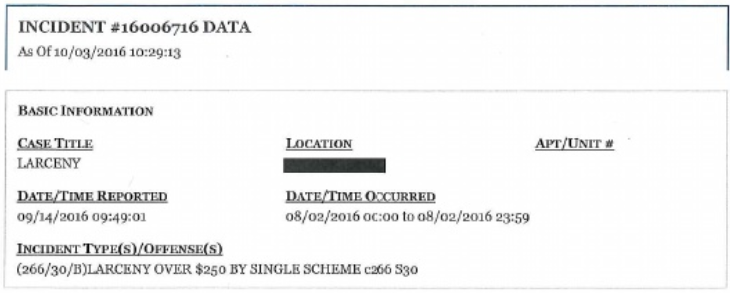 INCIDENT #16006716 DATA
As Of 10/03/2016 10:29:13
BASIC INFORMATION
CASE TITLE LOCATION APT/UNIT #
LARCENY
DATE/TIME REPORTED DATE/TIME OCCURRED
09/14/2016 09:49:01 08/02/2016 00:00 to 08/02/2016 23:59
INCIDENT TYPE(S)/OFFENSE(S)
(266/30/B)LARCENY OVER $250 BY SINGLE SCHEME c266 S30